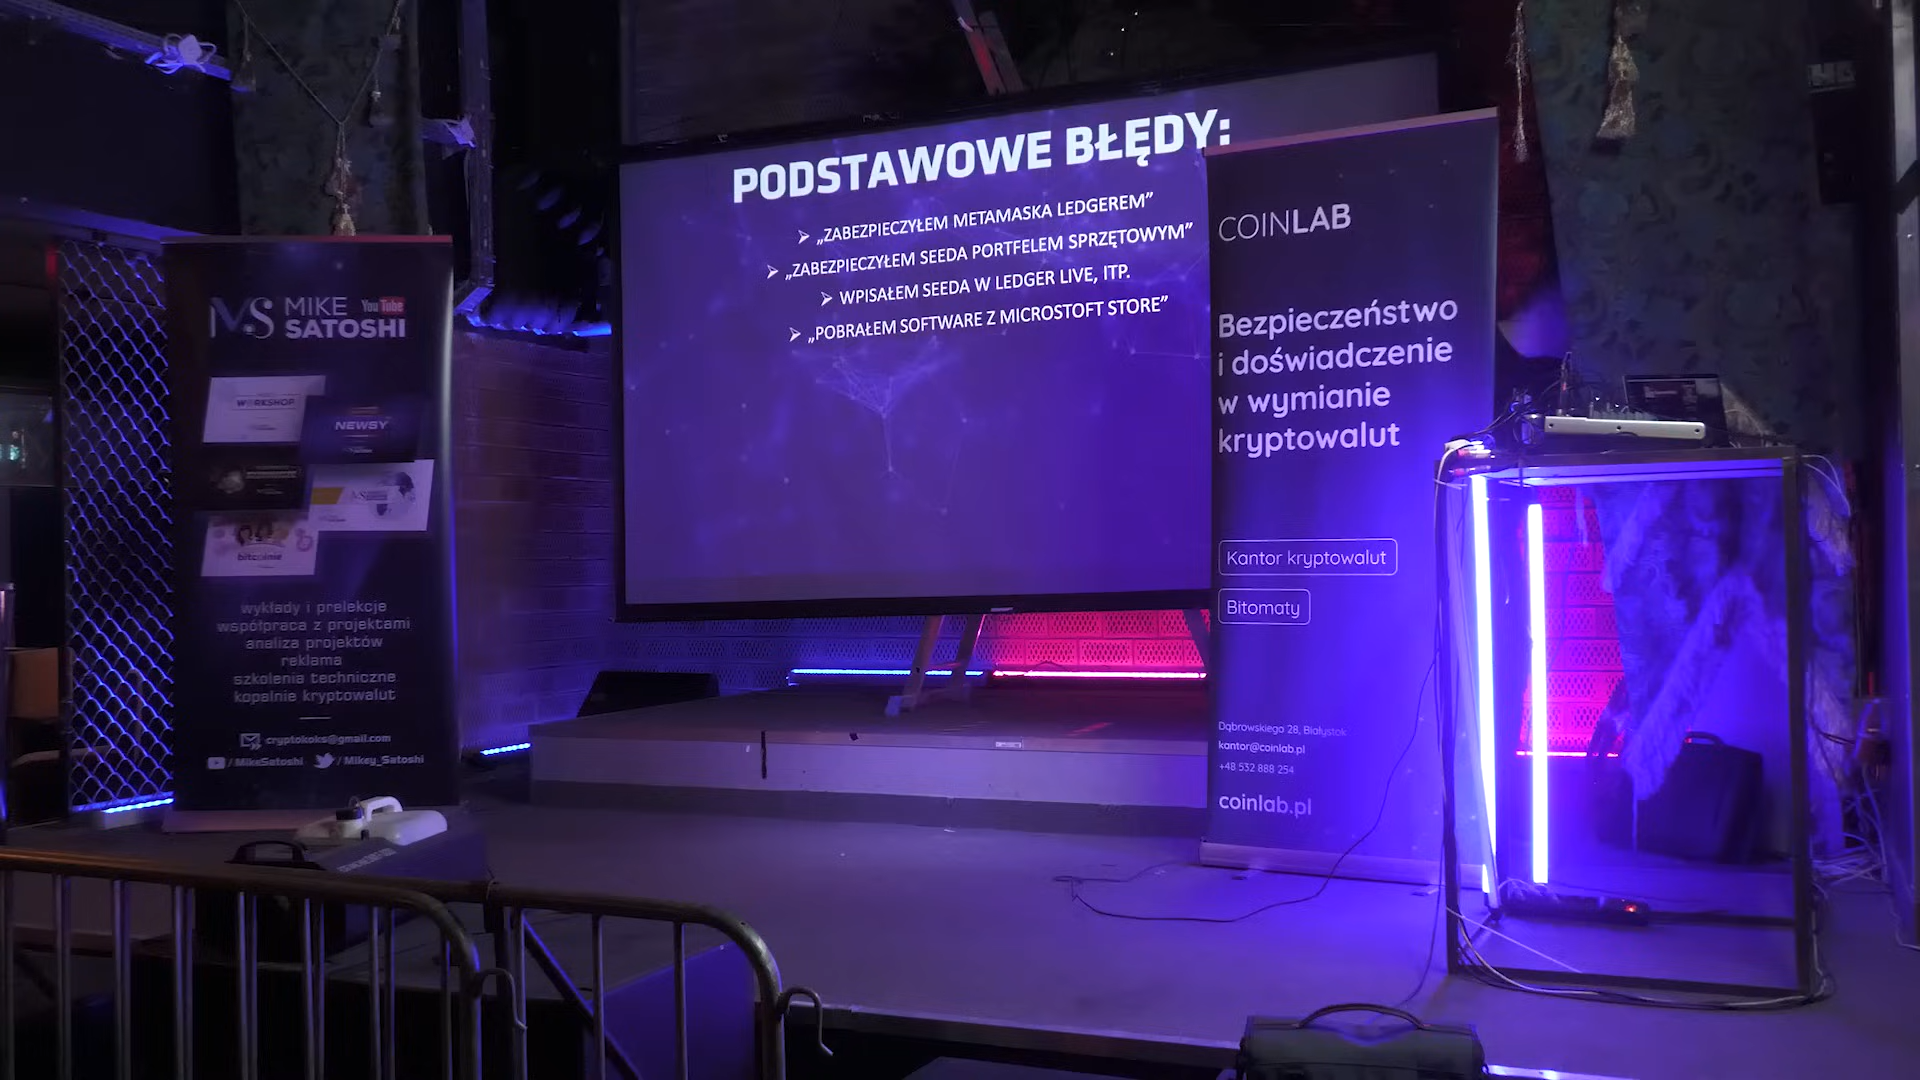 PODSTAWOWE BŁĘDY:
➢ „ZABEZPIECZYŁEM METAMASKA LEDGEREM”
➢ „ZABEZPIECZYŁEM SEEDA PORTFELEM SPRZĘTOWYM”
➢ WPISAŁEM SEEDA W LEDGER LIVE, ITP.
➢ „POBRAŁEM SOFTWARE Z MICROSTOFT STORE”
MS MIKE SATOSHI YouTube
WORKSHOP
NEWSY
bitcoinie
wykłady i prelekcje
współpraca z projektami
analiza projektów
reklama
szkolenia techniczne
kopalnie kryptowalut
cryptokoks@gmail.com
/MikeSatoshi /Mikey_Satoshi
COINLAB
Bezpieczeństwo
i doświadczenie
w wymianie
kryptowalut
Kantor kryptowalut
Bitomaty
Dąbrowskiego 28, Białystok
kantor@coinlab.pl
+48 532 888 254
coinlab.pl